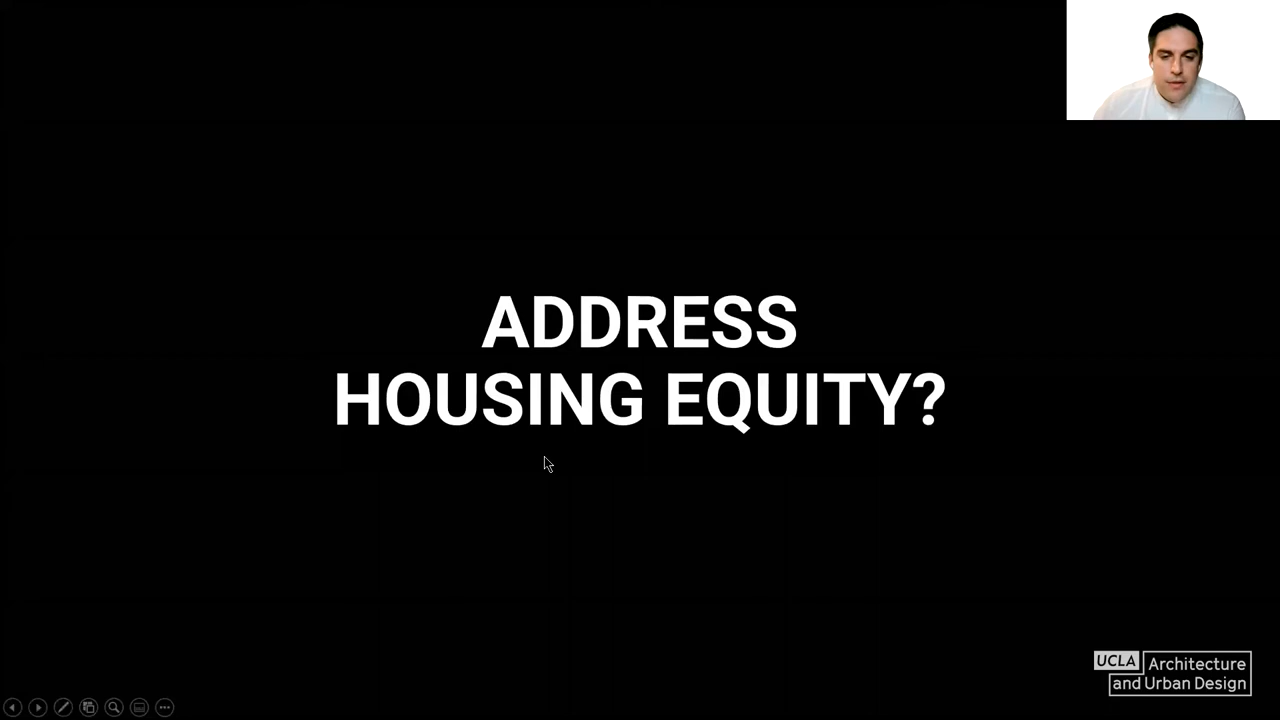 ADDRESS
HOUSING EQUITY?
UCLA Architecture
and Urban Design